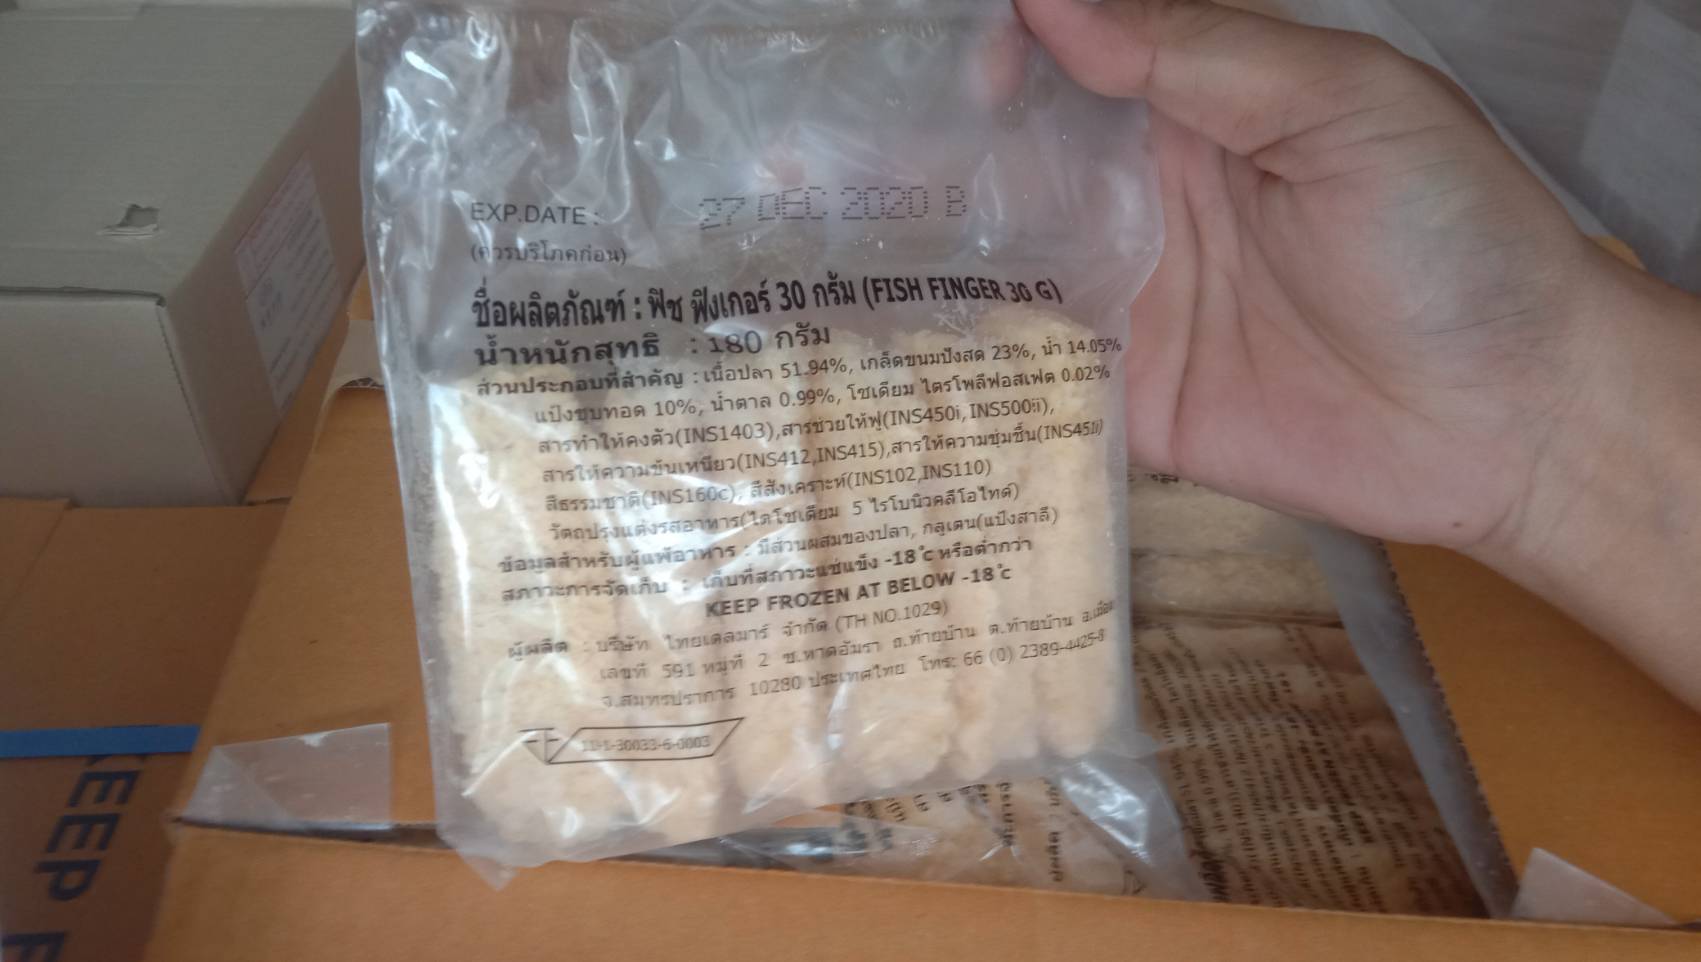 EXP.DATE : 27 DEC 2020 B
(ควรบริโภคก่อน)
ชื่อผลิตภัณฑ์ : ฟิช ฟิงเกอร์ 30 กรัม (FISH FINGER 30 G)
น้ำหนักสุทธิ : 180 กรัม
ส่วนประกอบที่สำคัญ : เนื้อปลา 51.94%, เกล็ดขนมปังสด 23%, น้ำ 14.05%
แป้งชุบทอด 10%, น้ำตาล 0.99%, โซเดียม ไตรโพลีฟอสเฟต 0.02%
สารทำให้คงตัว(INS1403),สารช่วยให้ฟู(INS450i, INS500ii),
สารให้ความข้นเหนียว(INS412,INS415),สารให้ความชุ่มชื้น(INS451i)
สีธรรมชาติ(INS160c), สีสังเคราะห์(INS102,INS110)
วัตถุปรุงแต่งรสอาหาร(ไดโซเดียม 5 ไรโบนิวคลีโอไทด์)
ข้อมูลสำหรับผู้แพ้อาหาร : มีส่วนผสมของปลา, กลูเตน(แป้งสาลี)
สภาวะการจัดเก็บ : เก็บที่สภาวะแช่แข็ง -18°c หรือต่ำกว่า
KEEP FROZEN AT BELOW -18°c
ผู้ผลิต : บริษัท ไทยเดลมาร์ จำกัด (TH NO.1029)
เลขที่ 591 หมู่ที่ 2 ซ.หาดอัมรา ถ.ท้ายบ้าน ต.ท้ายบ้าน อ.เมือง
จ.สมุทรปราการ 10280 ประเทศไทย โทร: 66 (0) 2389-4425-8
11-1-30033-6-0003
KEEP F